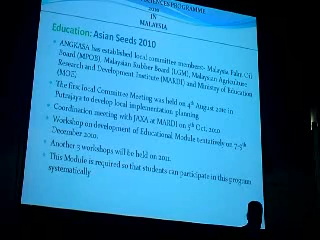 PROGRAMME
2010
IN
MALAYSIA
Education: Asian Seeds 2010
• ANGKASA has established local committee members:- Malaysia Palm Oil
Board (MPOB), Malaysian Rubber Board (LGM), Malaysian Agriculture
Research and Development Institute (MARDI) and Ministry of Education
(MOE)
• The first local Committee Meeting was held on 4th August 2010 in
Putrajaya to develop local implementation planning
• Coordination meeting with JAXA at MARDI on 5th Oct, 2010
• Workshop on development of Educational Module tentatively on 7-9th
December 2010.
• Another 3 workshops will be held on 2011.
• This Module is required so that students can participate in this program
systematically